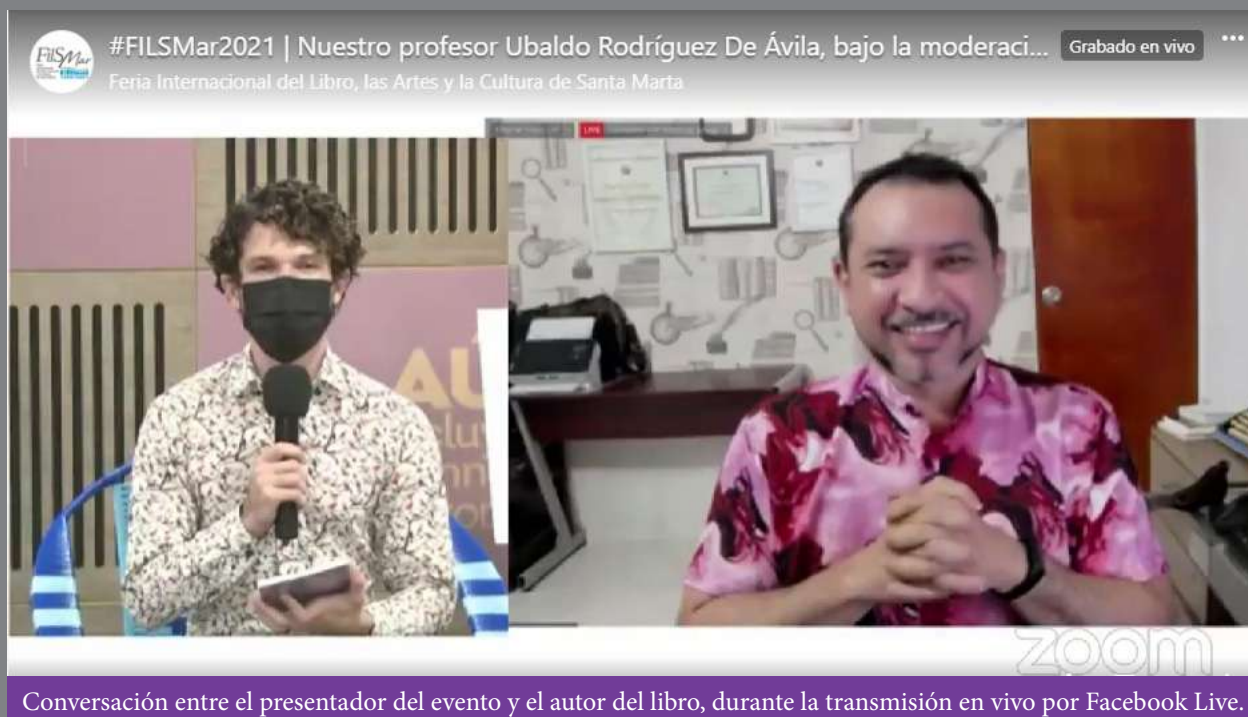 #FILSMar2021 | Nuestro profesor Ubaldo Rodríguez De Ávila, bajo la moderaci...
Grabado en vivo
FilSMar
Feria Internacional del Libro, las Artes y la Cultura de Santa Marta
LIVE
AÚ
zoom
Conversación entre el presentador del evento y el autor del libro, durante la transmisión en vivo por Facebook Live.